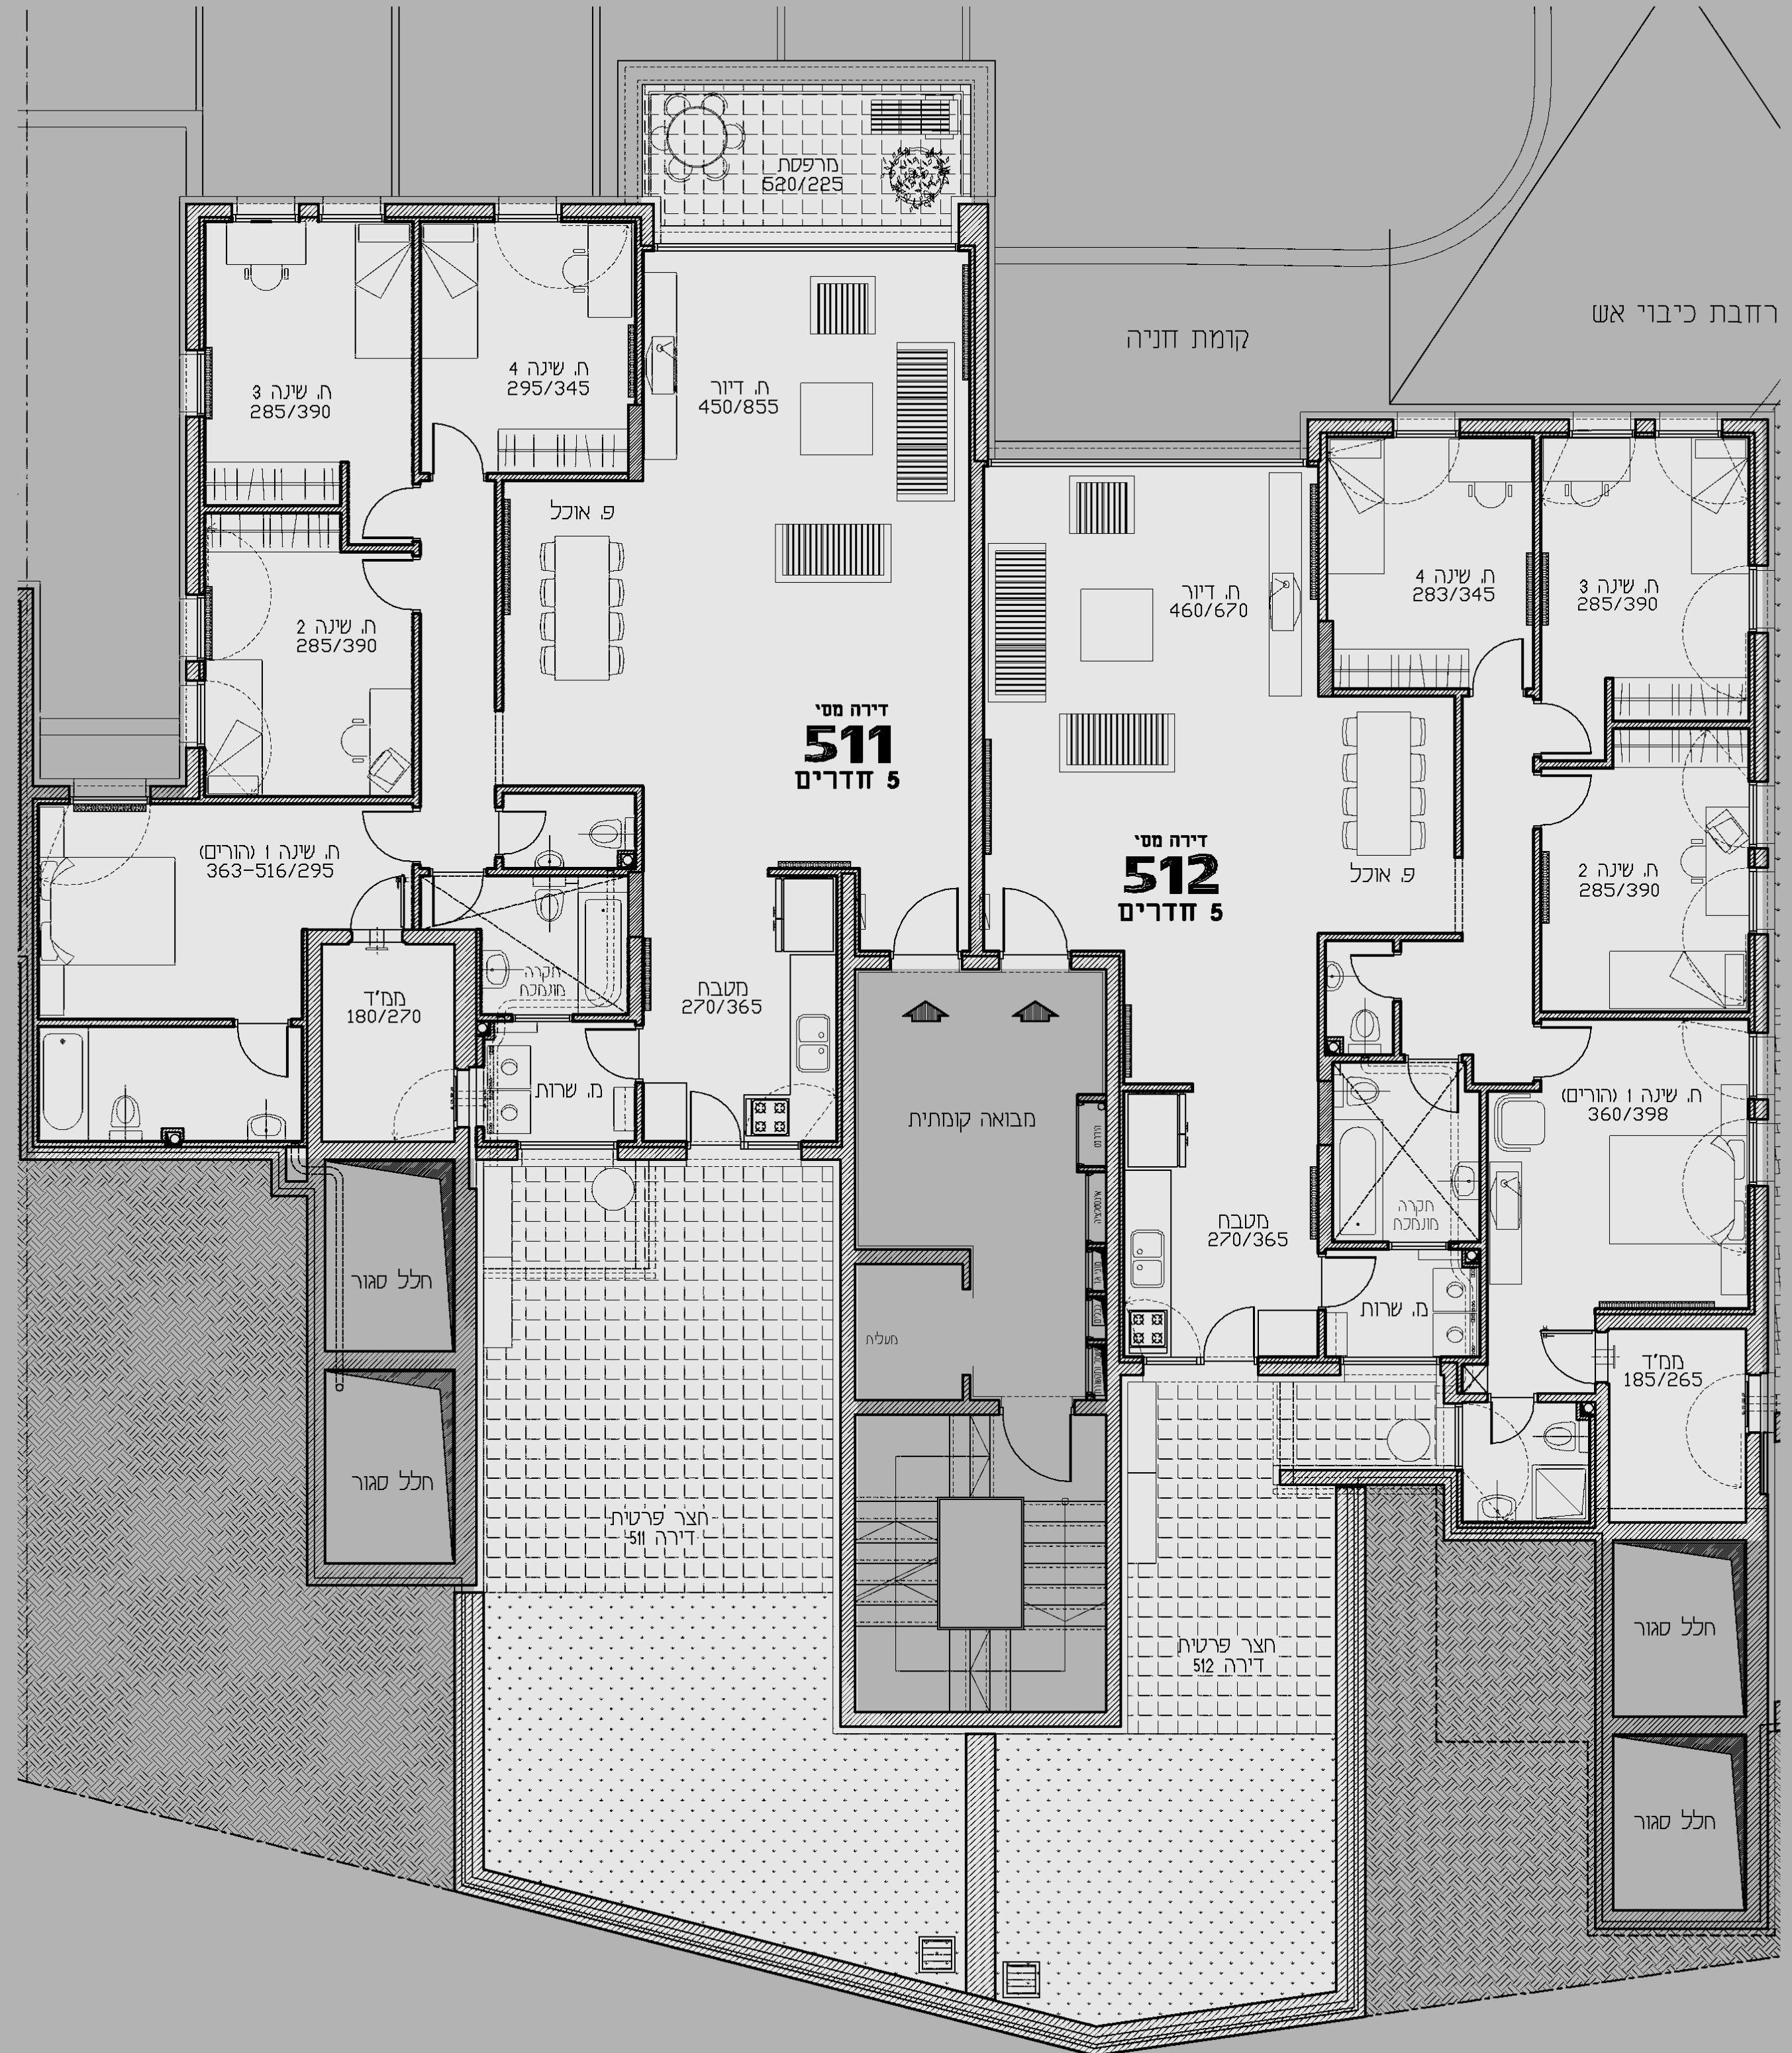 מרפסת
520/225
רחבת כיבוי אש
קומת חניה
ח. שינה 4
295/345
ח. שינה 3
285/390
ח. דיור
450/855
פ. אוכל
ח. שינה 2
285/390
דירה מס׳
511
5 חדרים
ח. שינה 1 (הורים)
363-516/295
תקרה
מונמכת
ממ״ד
180/270
מטבח
270/365
מ. שרות
חלל סגור
חלל סגור
חצר פרטית
דירה 511
מבואה קומתית
מעלית
הידרנט
אינסטלציה
מוני גז
ח. שינה 4
283/345
ח. שינה 3
285/390
ח. דיור
460/670
דירה מס׳
512
5 חדרים
פ. אוכל
ח. שינה 2
285/390
ח. שינה 1 (הורים)
360/398
תקרה
מונמכת
מטבח
270/365
מ. שרות
ממ״ד
185/265
חצר פרטית
דירה 512
חלל סגור
חלל סגור